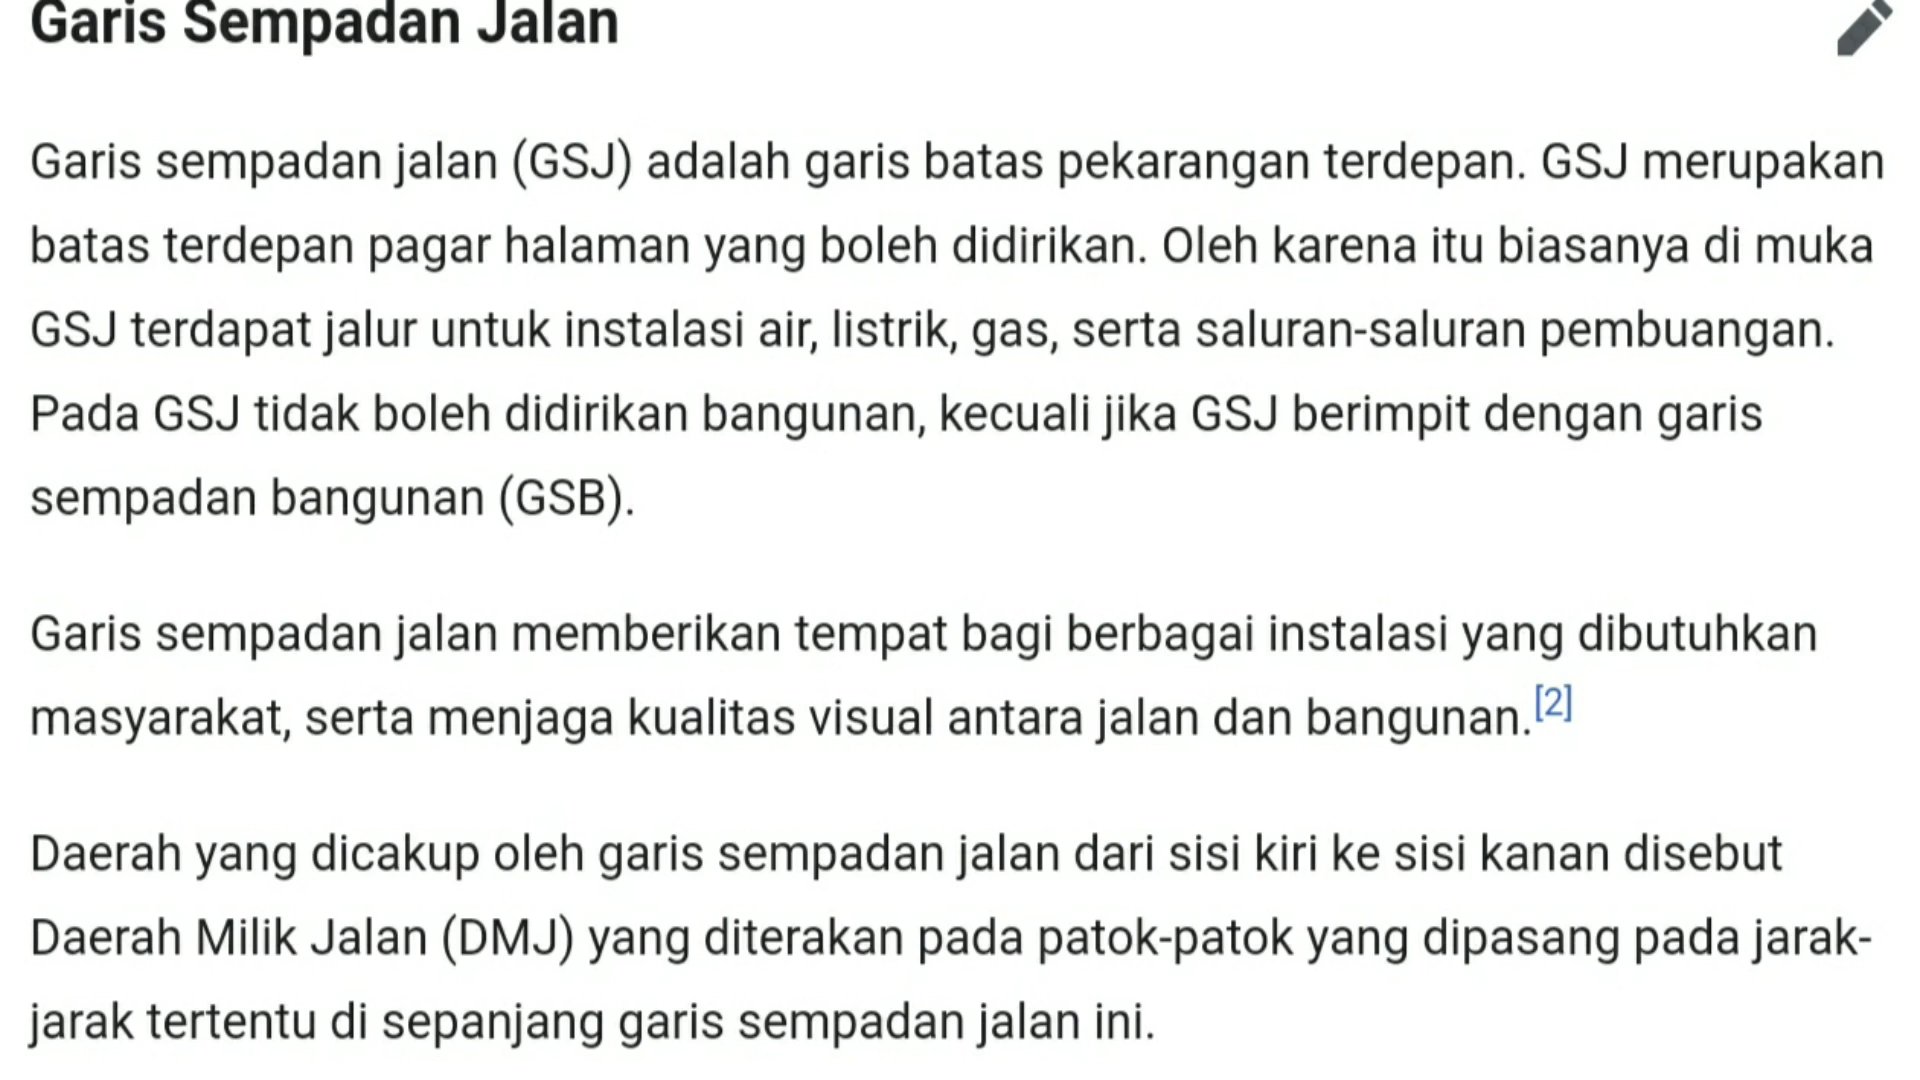 Garis Sempadan Jalan
Garis sempadan jalan (GSJ) adalah garis batas pekarangan terdepan. GSJ merupakan
batas terdepan pagar halaman yang boleh didirikan. Oleh karena itu biasanya di muka
GSJ terdapat jalur untuk instalasi air, listrik, gas, serta saluran-saluran pembuangan.
Pada GSJ tidak boleh didirikan bangunan, kecuali jika GSJ berimpit dengan garis
sempadan bangunan (GSB).
Garis sempadan jalan memberikan tempat bagi berbagai instalasi yang dibutuhkan
masyarakat, serta menjaga kualitas visual antara jalan dan bangunan.[2]
Daerah yang dicakup oleh garis sempadan jalan dari sisi kiri ke sisi kanan disebut
Daerah Milik Jalan (DMJ) yang diterakan pada patok-patok yang dipasang pada jarak-
jarak tertentu di sepanjang garis sempadan jalan ini.